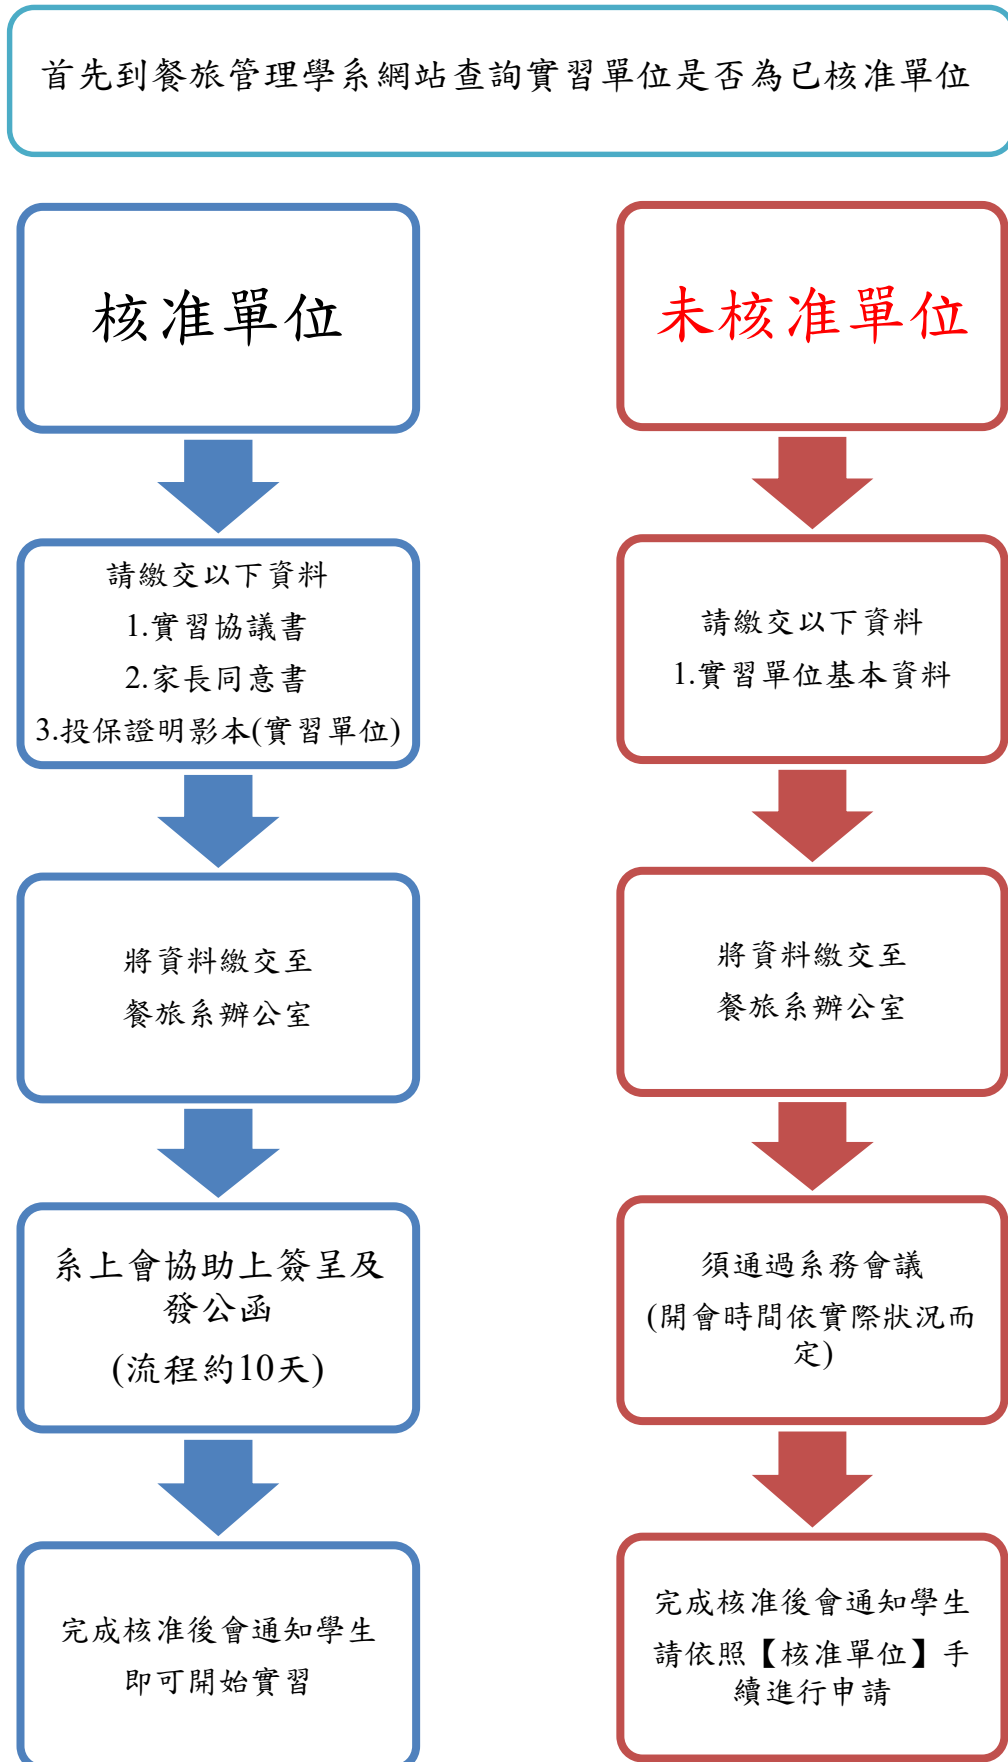 首先到餐旅管理學系網站查詢實習單位是否為已核准單位
核准單位
請繳交以下資料
1.實習協議書
2.家長同意書
3.投保證明影本(實習單位)
將資料繳交至
餐旅系辦公室
系上會協助上簽呈及
發公函
(流程約10天)
完成核准後會通知學生
即可開始實習
未核准單位
請繳交以下資料
1.實習單位基本資料
將資料繳交至
餐旅系辦公室
須通過系務會議
(開會時間依實際狀況而
定)
完成核准後會通知學生
請依照【核准單位】手
續進行申請